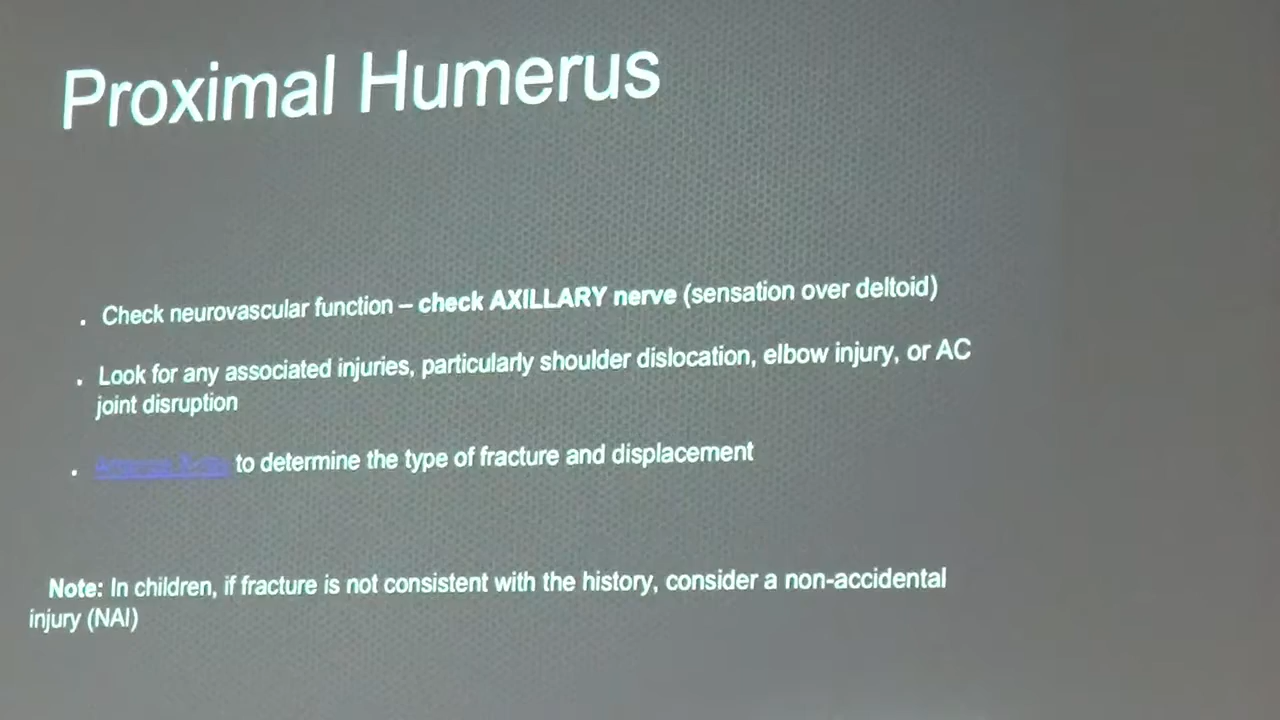 Proximal Humerus
. Check neurovascular function – check AXILLARY nerve (sensation over deltoid)
. Look for any associated injuries, particularly shoulder dislocation, elbow injury, or AC
joint disruption
. to determine the type of fracture and displacement
Note: In children, if fracture is not consistent with the history, consider a non-accidental
injury (NAI)